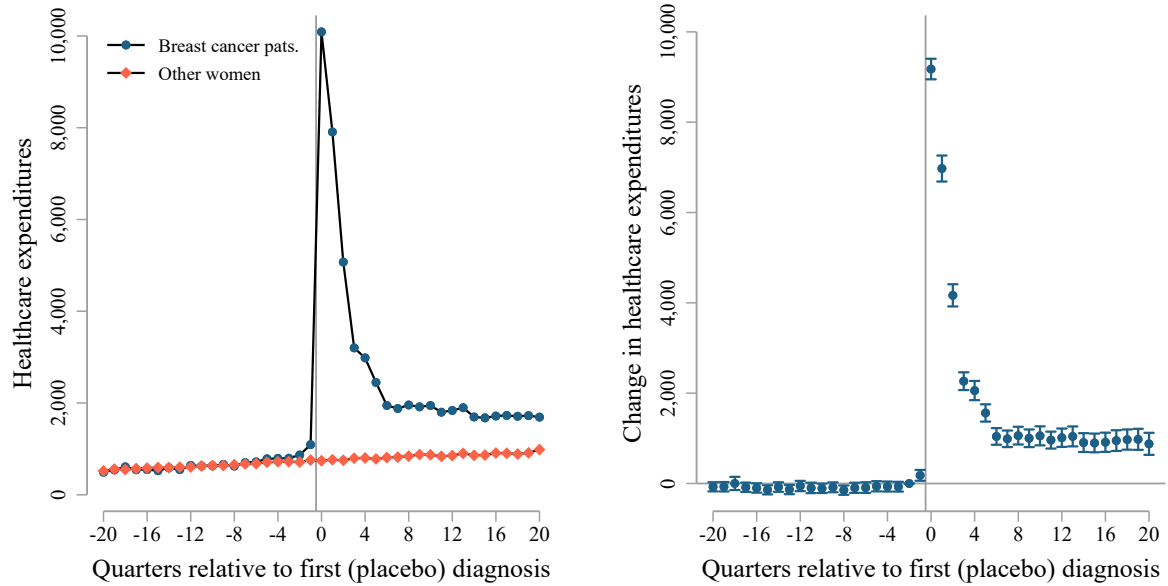 10,000
8,000
6,000
4,000
2,000
0
Healthcare expenditures
Breast cancer pats.
Other women
-20 -16 -12 -8 -4 0 4 8 12 16 20
Quarters relative to first (placebo) diagnosis
10,000
8,000
6,000
4,000
2,000
0
Change in healthcare expenditures
-20 -16 -12 -8 -4 0 4 8 12 16 20
Quarters relative to first (placebo) diagnosis